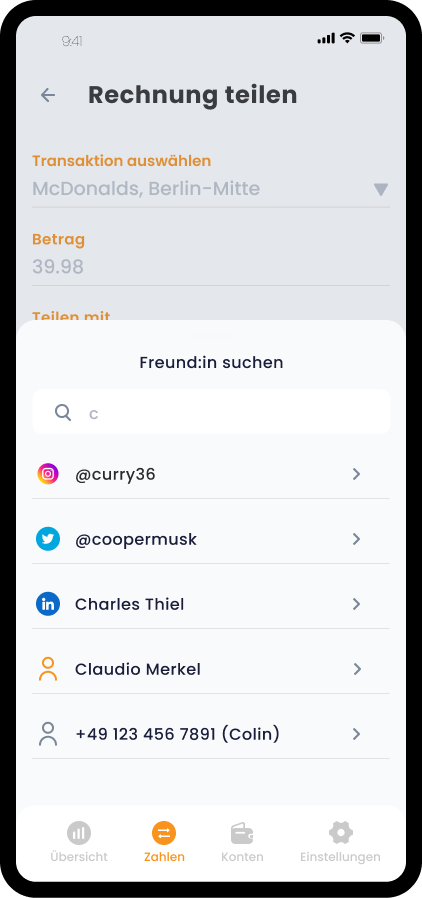 9:41
Rechnung teilen
Transaktion auswählen
McDonalds, Berlin-Mitte
Betrag
39.98
Teilen mit
Freund:in suchen
c
@curry36
@coopermusk
in Charles Thiel
Claudio Merkel
+49 123 456 7891 (Colin)
Übersicht Zahlen Konten Einstellungen